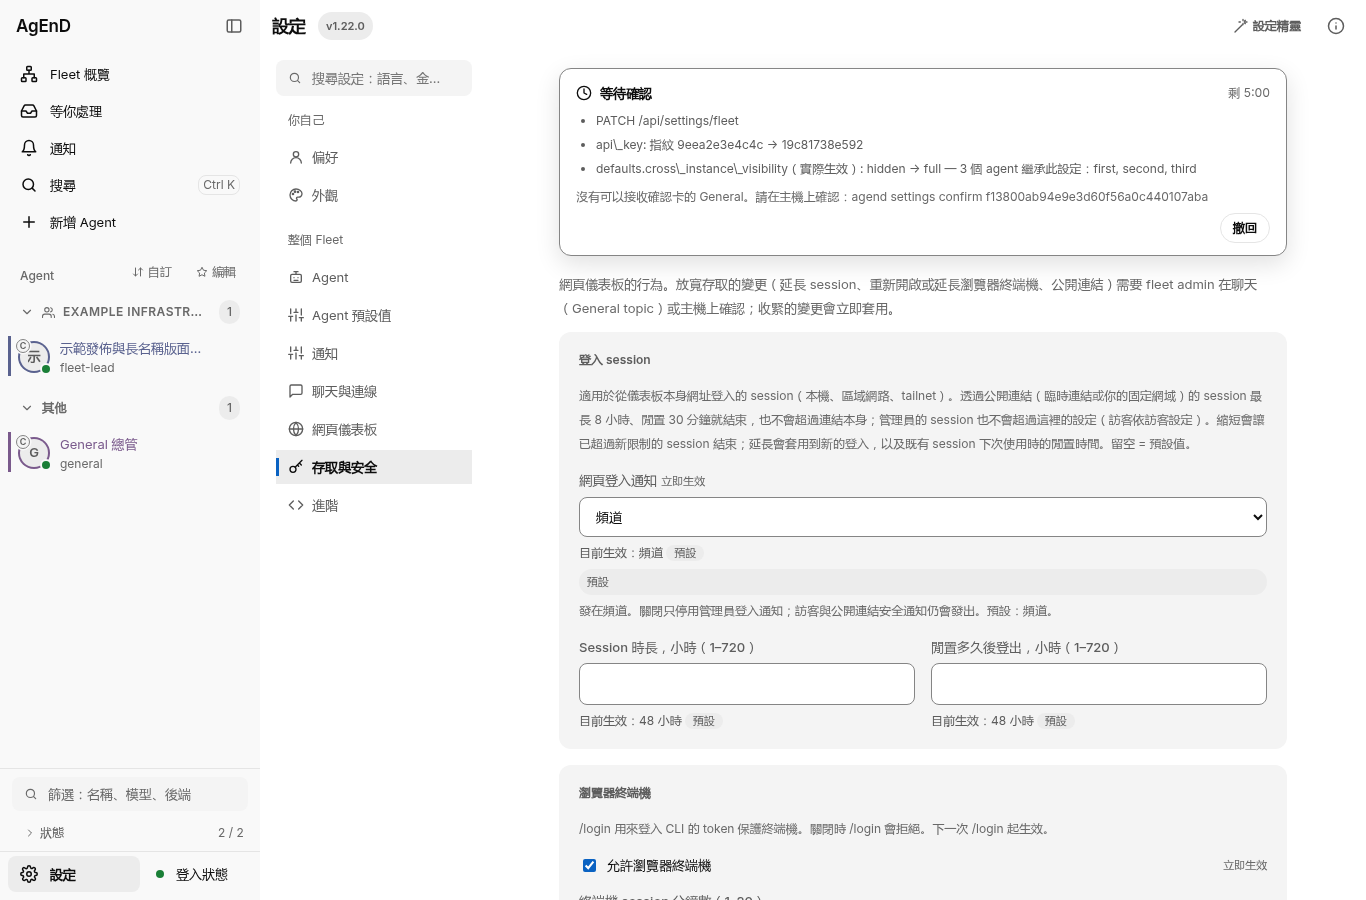 AgEnD
Fleet 概覽
等你處理
通知
搜尋
Ctrl K
新增 Agent
Agent
自訂
編輯
EXAMPLE INFRASTR...
1
C
示
示範發佈與長名稱版面...
fleet-lead
其他
1
C
G
General 總管
general
篩選：名稱、模型、後端
狀態
2 / 2
設定
登入狀態
設定
v1.22.0
設定精靈
搜尋設定：語言、金...
你自己
偏好
外觀
整個 Fleet
Agent
Agent 預設值
通知
聊天與連線
網頁儀表板
存取與安全
進階
等待確認
剩 5:00
PATCH /api/settings/fleet
api\_key: 指紋 9eea2e3e4c4c → 19c81738e592
defaults.cross\_instance\_visibility（實際生效）: hidden → full — 3 個 agent 繼承此設定：first, second, third
沒有可以接收確認卡的 General。請在主機上確認：agend settings confirm f13800ab94e9e3d60f56a0c440107aba
撤回
網頁儀表板的行為。放寬存取的變更（延長 session、重新開啟或延長瀏覽器終端機、公開連結）需要 fleet admin 在聊天
（General topic）或主機上確認；收緊的變更會立即套用。
登入 session
適用於從儀表板本身網址登入的 session（本機、區域網路、tailnet）。透過公開連結（臨時連結或你的固定網域）的 session 最
長 8 小時、閒置 30 分鐘就結束，也不會超過連結本身；管理員的 session 也不會超過這裡的設定（訪客依訪客設定）。縮短會讓
已超過新限制的 session 結束；延長會套用到新的登入，以及既有 session 下次使用時的閒置時間。留空 = 預設值。
網頁登入通知 立即生效
頻道
目前生效：頻道 預設
預設
發在頻道。關閉只停用管理員登入通知；訪客與公開連結安全通知仍會發出。預設：頻道。
Session 時長，小時（1–720）
閒置多久後登出，小時（1–720）
目前生效：48 小時 預設
目前生效：48 小時 預設
瀏覽器終端機
/login 用來登入 CLI 的 token 保護終端機。關閉時 /login 會拒絕。下一次 /login 起生效。
允許瀏覽器終端機
立即生效
終端機 session 分鐘數（1–30）